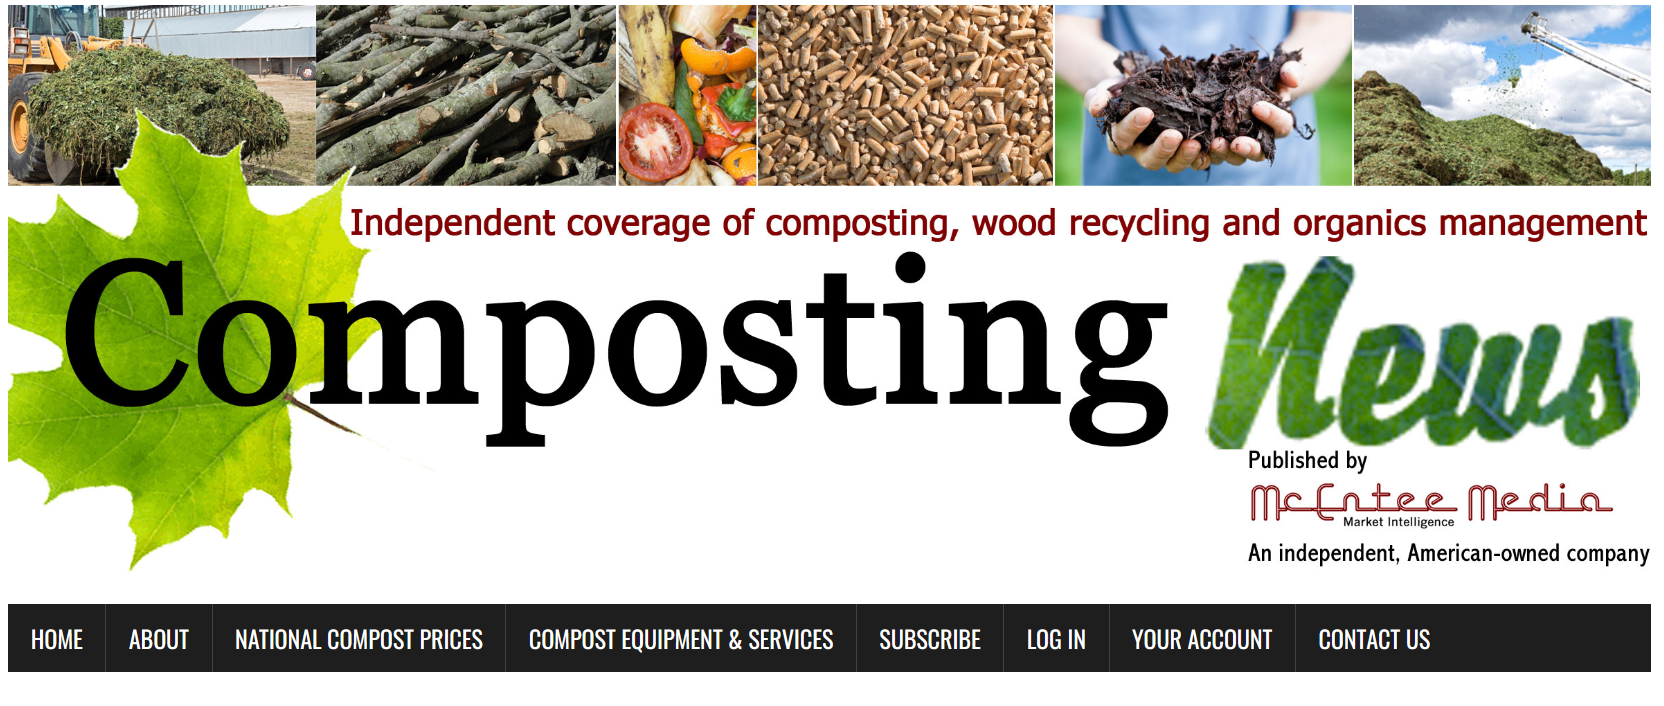 Independent coverage of composting, wood recycling and organics management
Composting News
Published by
McEntee Media
Market Intelligence
An independent, American-owned company
HOME ABOUT NATIONAL COMPOST PRICES COMPOST EQUIPMENT & SERVICES SUBSCRIBE LOG IN YOUR ACCOUNT CONTACT US